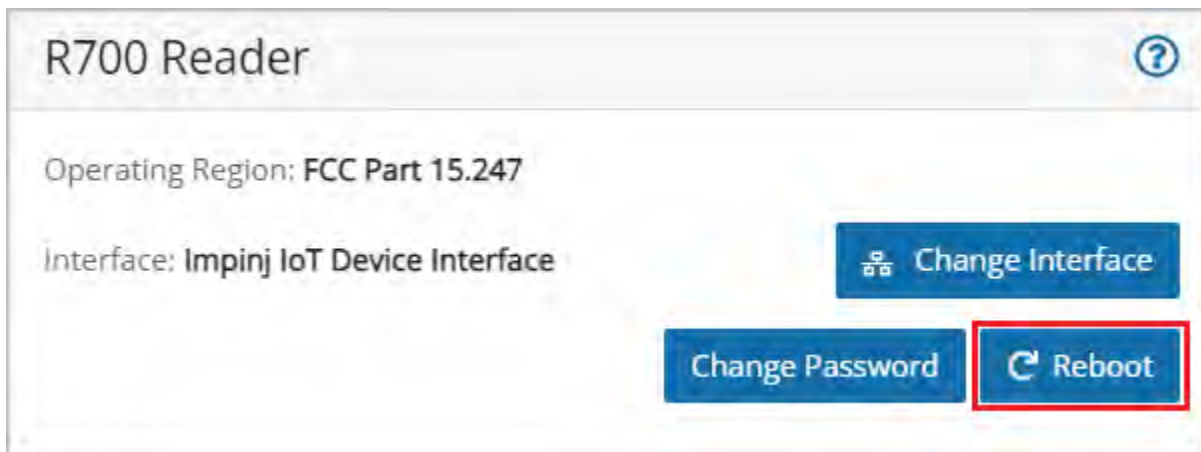 R700 Reader
Operating Region: FCC Part 15.247
Interface: Impinj IoT Device Interface
Change Interface
Change Password
Reboot